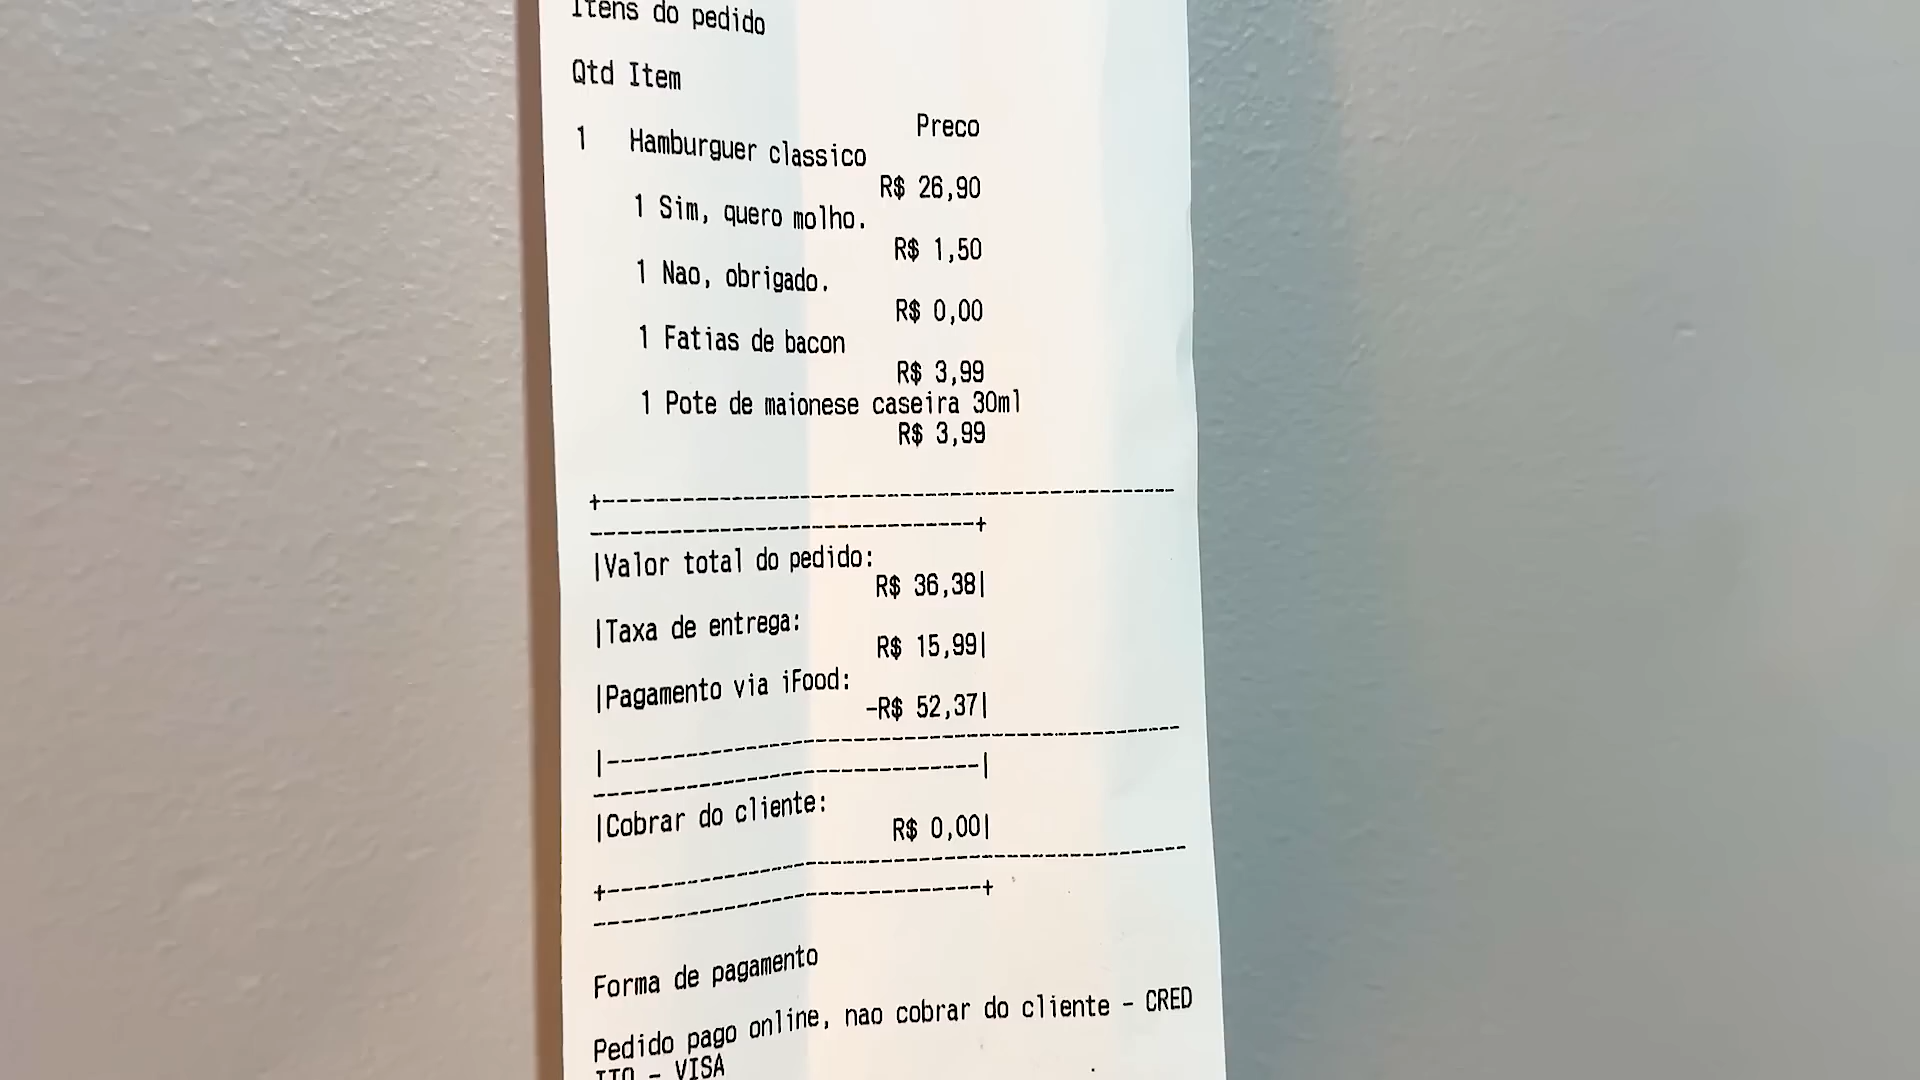 Itens do pedido
Qtd Item
Preco
1 Hamburguer classico
R$ 26,90
1 Sim, quero molho.
R$ 1,50
1 Nao, obrigado.
R$ 0,00
1 Fatias de bacon
R$ 3,99
1 Pote de maionese caseira 30ml
R$ 3,99
+--------------------------------------------
-----------------------------+
|Valor total do pedido:
R$ 36,38|
|Taxa de entrega:
R$ 15,99|
|Pagamento via iFood:
-R$ 52,37|
|--------------------------------------------
-----------------------------|
|Cobrar do cliente:
R$ 0,00|
+--------------------------------------------
-----------------------------+
Forma de pagamento
Pedido pago online, nao cobrar do cliente - CRED
ITO - VISA